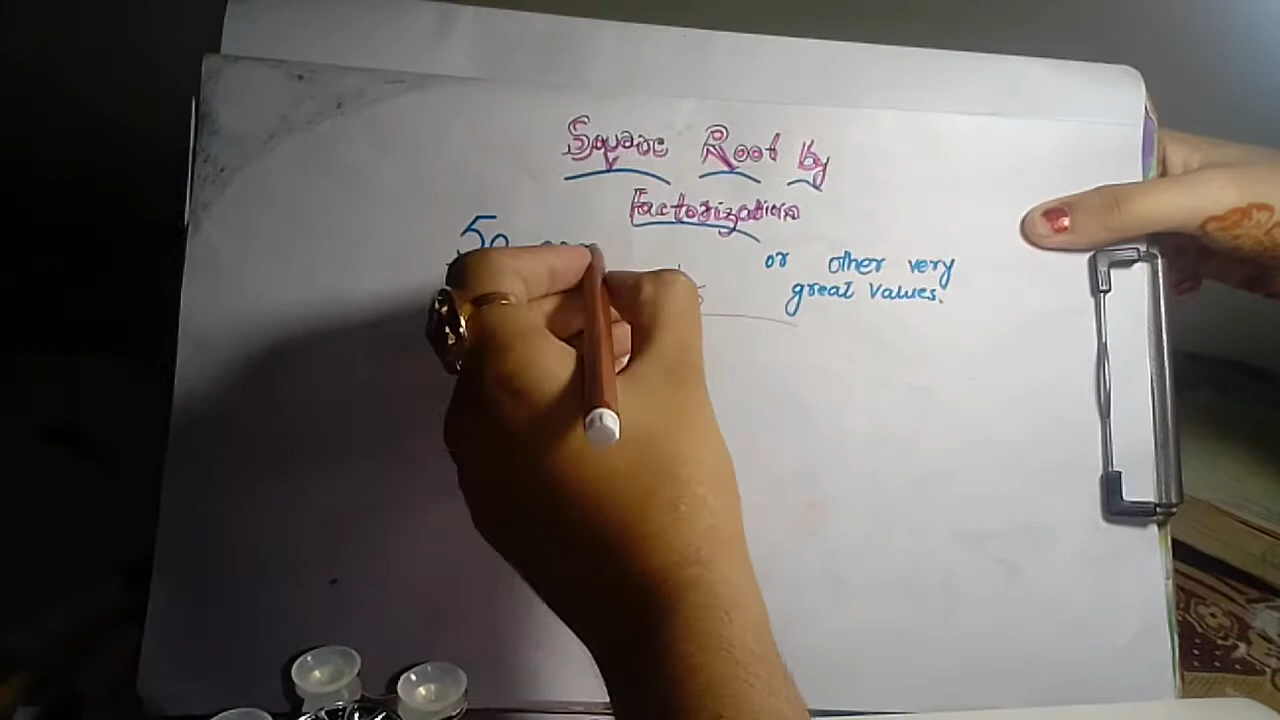 Square Root by
Factorization
or other very
great values.